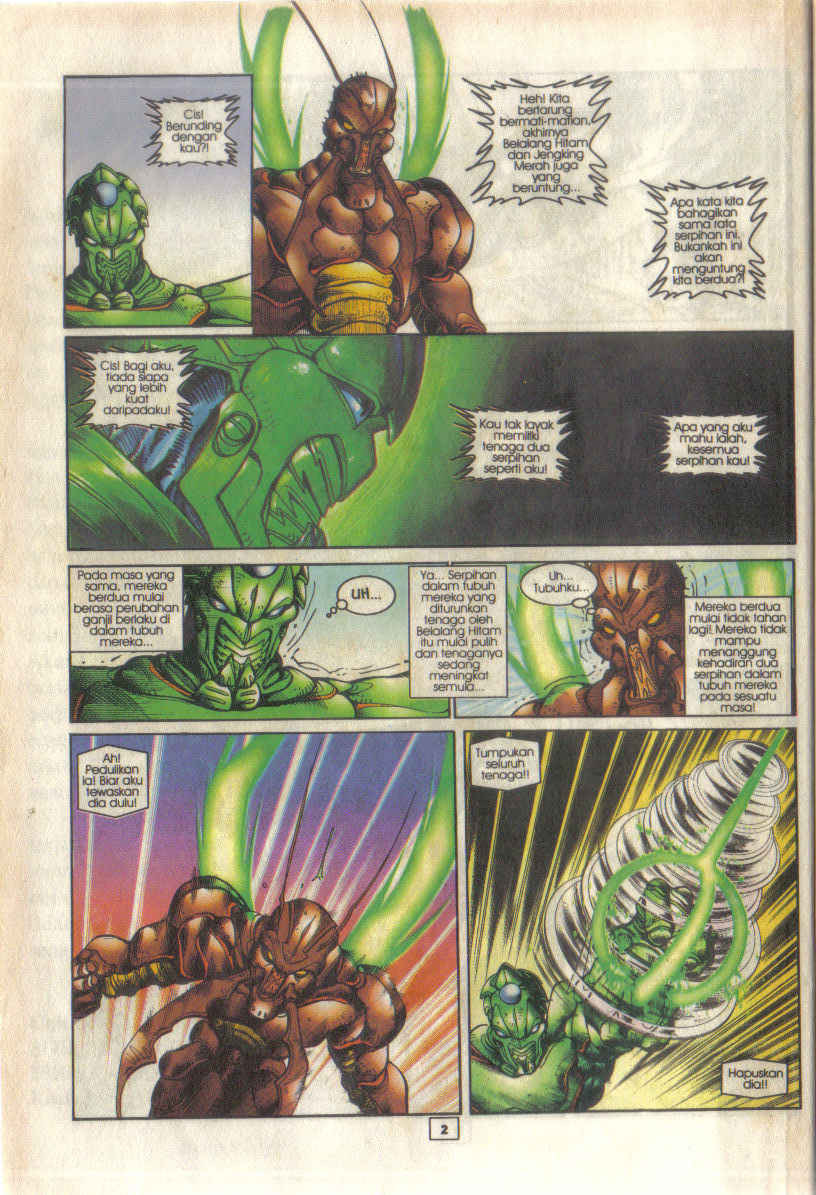 Cis!
Berunding
dengan
kau?!
Heh! Kita
bertarung
bermati-matian,
akhirnya
Belalang Hitam
dan Jengking
Merah juga
yang
beruntung...
Apa kata kita
bahagikan
sama rata
serpihan ini.
Bukankah ini
akan
menguntung
kita berdua?!
Cis! Bagi aku,
tiada siapa
yang lebih
kuat
daripadaku!
Kau tak layak
memiliki
tenaga dua
serpihan
seperti aku!
Apa yang aku
mahu ialah,
kesemua
serpihan kau!
Pada masa yang
sama, mereka
berdua mulai
berasa perubahan
ganjil berlaku di
dalam tubuh
mereka...
UH...
Ya... Serpihan
dalam tubuh
mereka yang
diturunkan
tenaga oleh
Belalang Hitam
itu mulai pulih
dan tenaganya
sedang
meningkat
semula...
Uh...
Tubuhku...
Mereka berdua
mulai tidak tahan
lagi! Mereka tidak
mampu
menanggung
kehadiran dua
serpihan dalam
tubuh mereka
pada sesuatu
masa!
Ah!
Pedulikan
ia! Biar aku
tewaskan
dia dulu!
Tumpukan
seluruh
tenaga!!
Hapuskan
dia!!
2